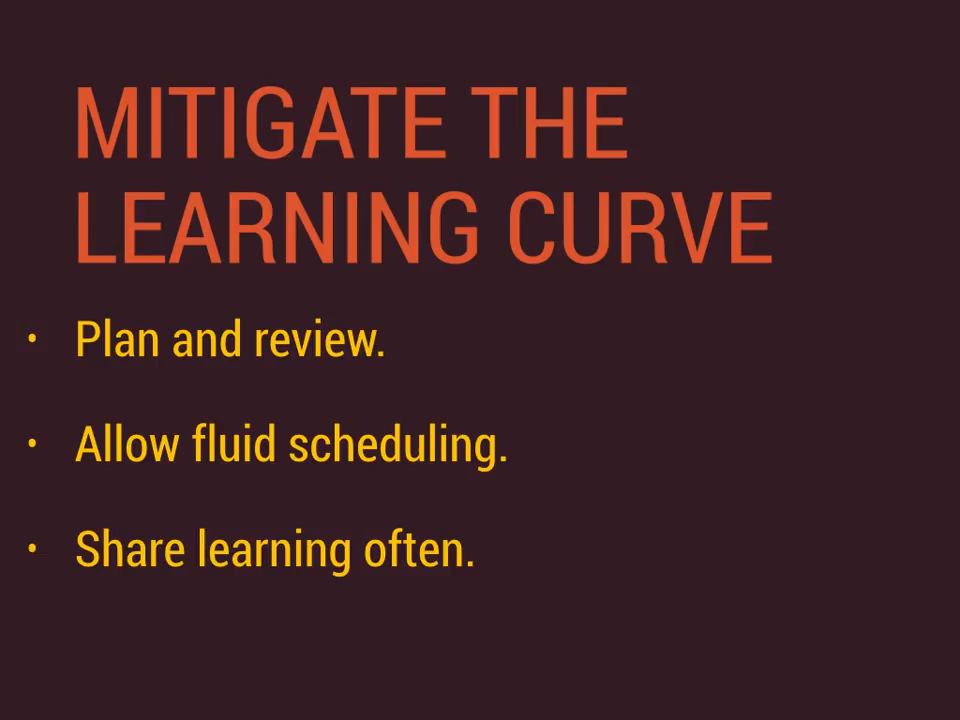 MITIGATE THE
LEARNING CURVE
• Plan and review.
• Allow fluid scheduling.
• Share learning often.